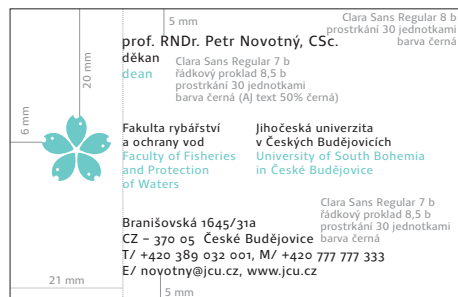 5 mm
Clara Sans Regular 8 b
prostrkání 30 jednotkami
barva černá
prof. RNDr. Petr Novotný, CSc.
děkan
dean
Clara Sans Regular 7 b
řádkový proklad 8,5 b
prostrkání 30 jednotkami
barva černá (AJ text 50% černá)
20 mm
6 mm
Fakulta rybářství
a ochrany vod
Faculty of Fisheries
and Protection
of Waters
Jihočeská univerzita
v Českých Budějovicích
University of South Bohemia
in České Budějovice
Clara Sans Regular 7 b
řádkový proklad 8,5 b
prostrkání 30 jednotkami
barva černá
Branišovská 1645/31a
CZ – 370 05 České Budějovice
T/ +420 389 032 001, M/ +420 777 777 333
E/ novotny@jcu.cz, www.jcu.cz
21 mm
5 mm